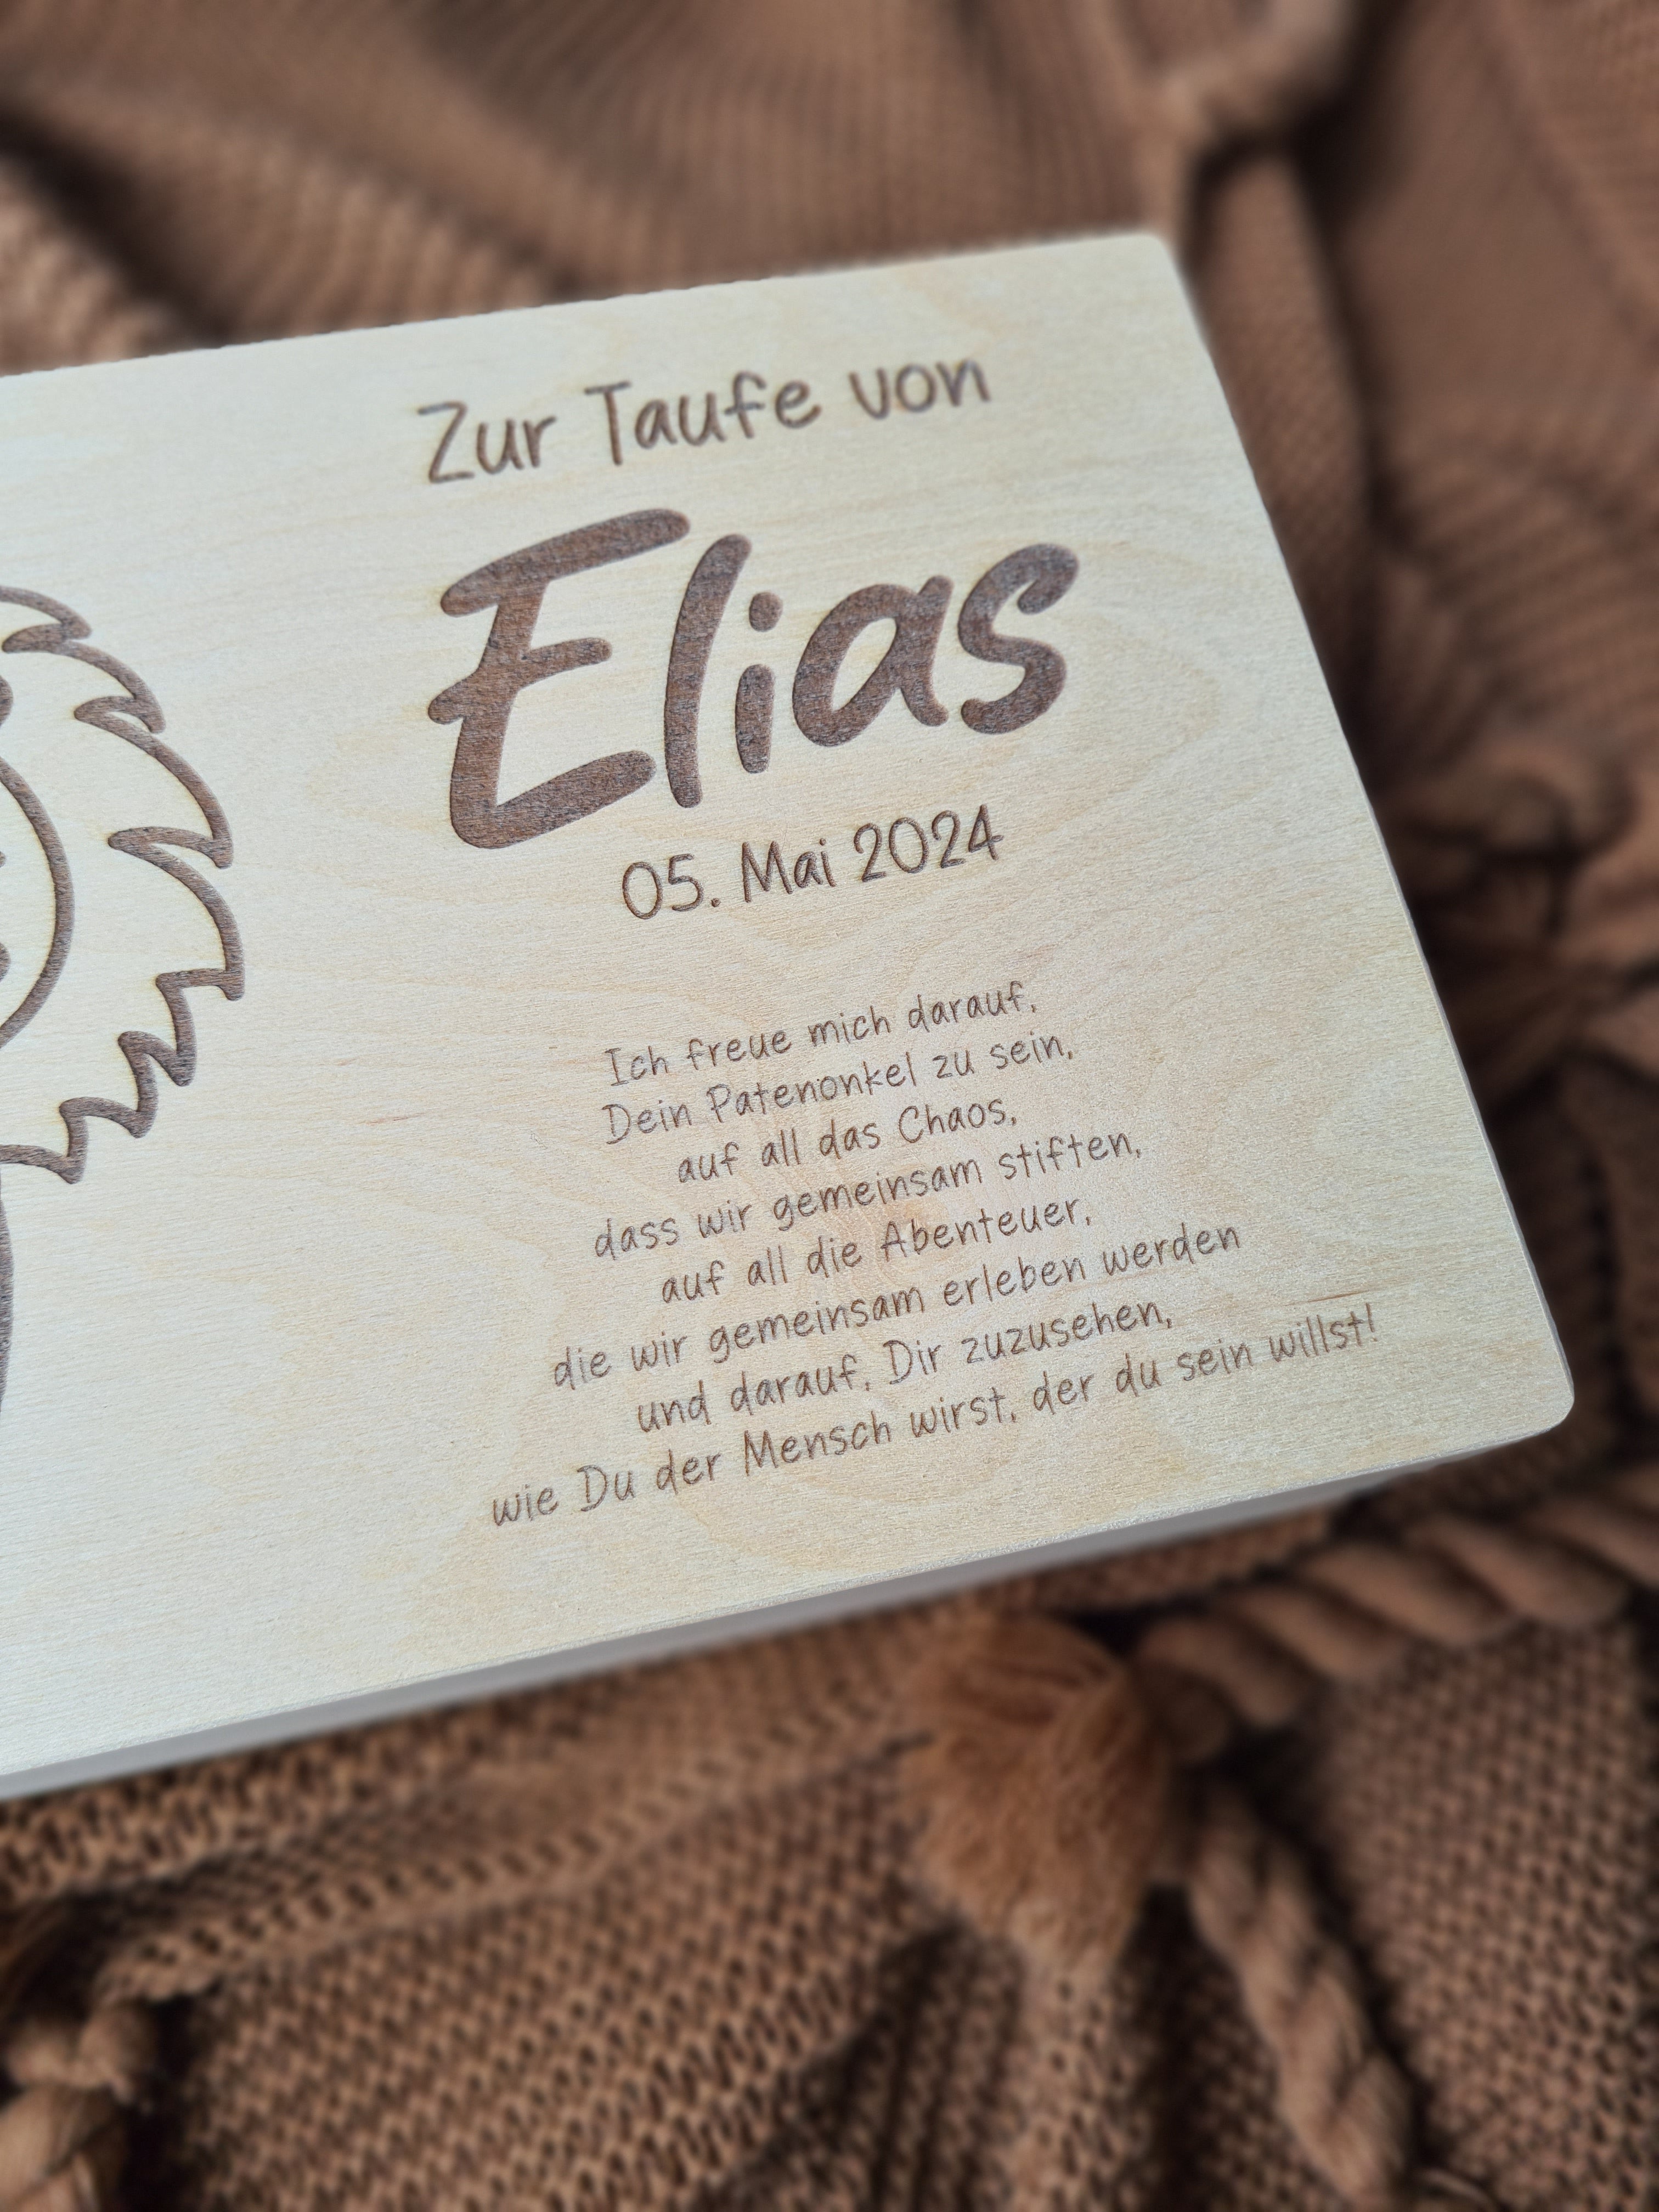 Zur Taufe von
Elias
05. Mai 2024
Ich freue mich darauf,
Dein Patenonkel zu sein,
auf all das Chaos,
dass wir gemeinsam stiften,
auf all die Abenteuer,
die wir gemeinsam erleben werden
und darauf, Dir zuzusehen,
wie Du der Mensch wirst, der du sein willst!